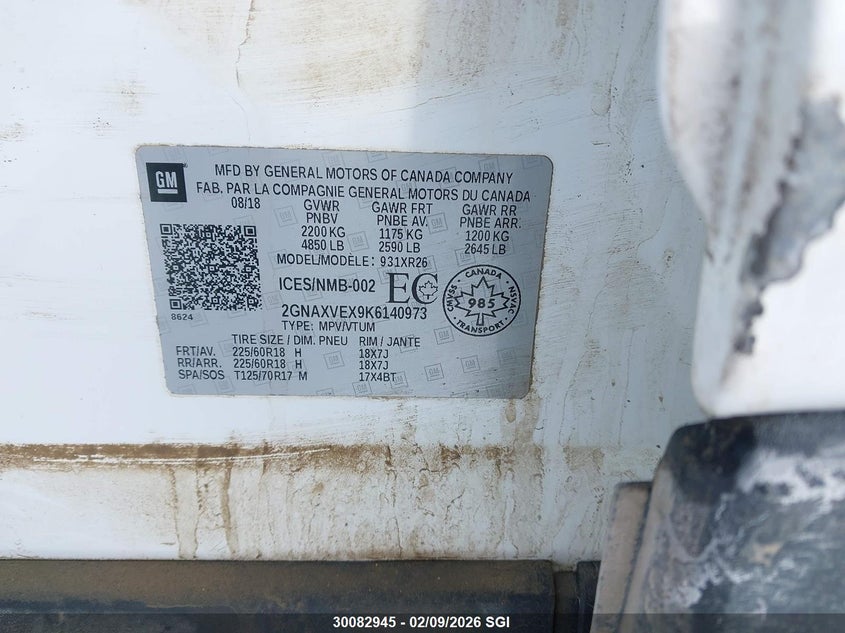 GM
MFD BY GENERAL MOTORS OF CANADA COMPANY
FAB. PAR LA COMPAGNIE GENERAL MOTORS DU CANADA
08/18 GVWR GAWR FRT GAWR RR
PNBV PNBE AV. PNBE ARR.
2200 KG 1175 KG 1200 KG
4850 LB 2590 LB 2645 LB
MODEL/MODÈLE: 931XR26
ICES/NMB-002 EC
8624
2GNAXVEX9K6140973
TYPE: MPV/VTUM
CANADA
CMVSS 985 NSVAC
TRANSPORT
TIRE SIZE / DIM. PNEU RIM / JANTE
FRT/AV. 225/60R18 H 18X7J
RR/ARR. 225/60R18 H 18X7J
SPA/SOS T125/70R17 M 17X4BT
30082945 - 02/09/2026 SGI